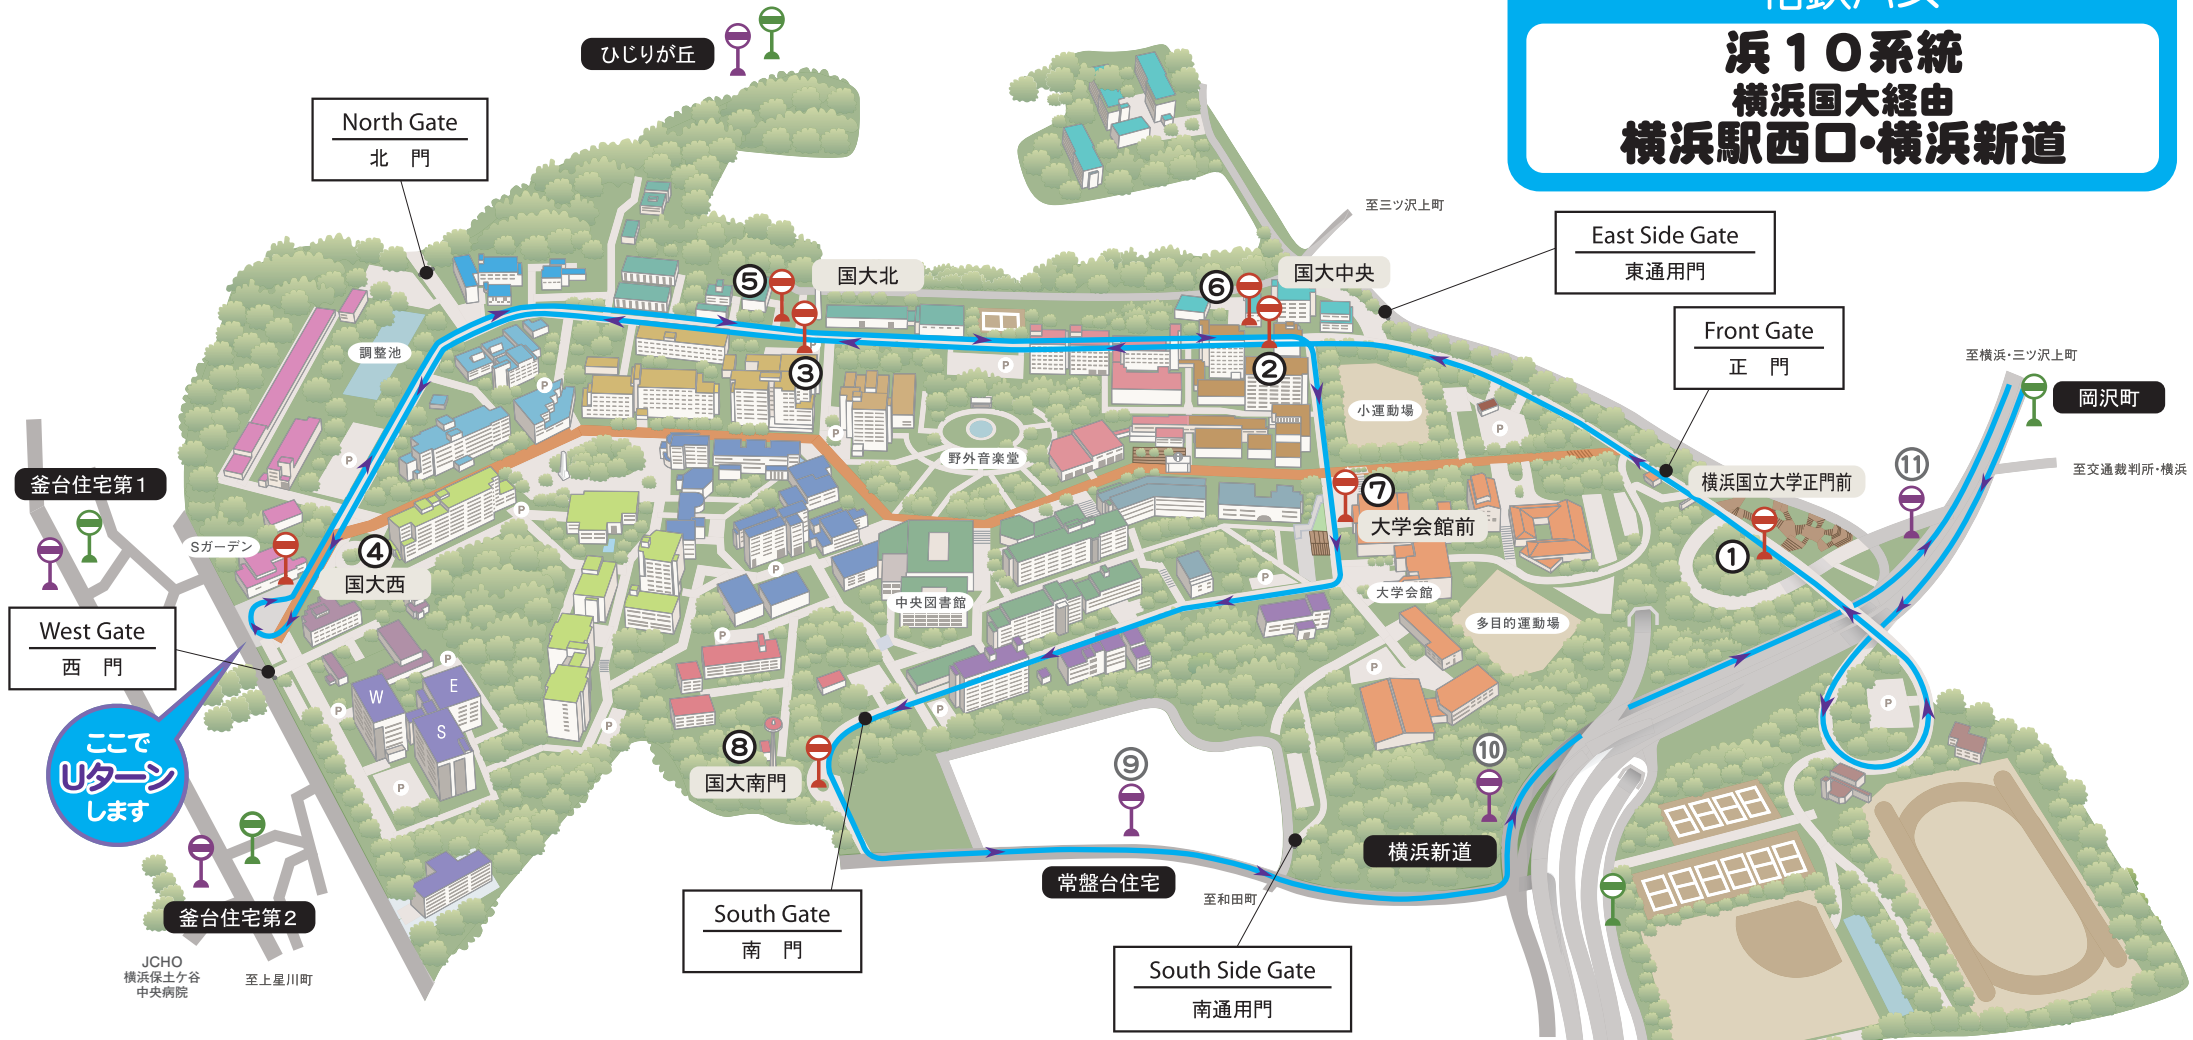 浜10系統
横浜国大経由
横浜駅西口・横浜新道
ひじりが丘
North Gate
北 門
至三ツ沢上町
East Side Gate
東通用門
⑤
国大北
⑥
国大中央
Front Gate
正 門
調整池
③
②
P
P
P
P
P
小運動場
至横浜・三ツ沢上町
岡沢町
野外音楽堂
P
⑪
至交通裁判所・横浜
釜台住宅第1
⑦
横浜国立大学正門前
P
大学会館前
Sガーデン
④
国大西
①
P
P
中央図書館
大学会館
多目的運動場
West Gate
西 門
P
P
P
W
E
S
P
P
P
P
P
ここで
Uターン
します
⑧
国大南門
⑨
⑩
横浜新道
常盤台住宅
至和田町
釜台住宅第2
South Gate
南 門
South Side Gate
南通用門
JCHO
横浜保土ケ谷
中央病院
至上星川町